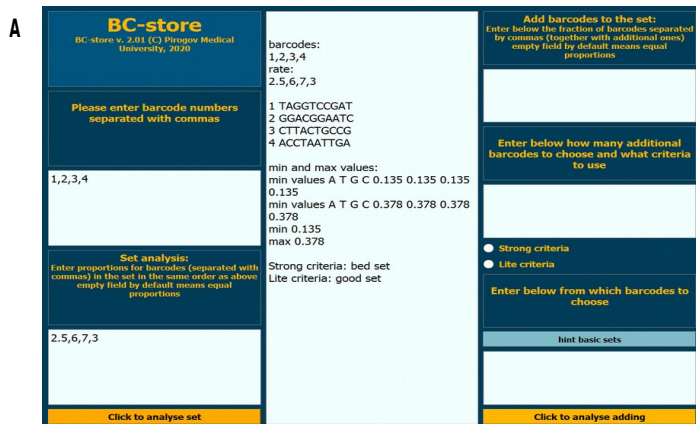 A
BC-store
BC-store v. 2.01 (C) Pirogov Medical
University, 2020
Please enter barcode numbers
separated with commas
1,2,3,4
Set analysis:
Enter proportions for barcodes (separated with
commas) in the set in the same order as above
empty field by default means equal
proportions
2.5,6,7,3
Click to analyse set
barcodes:
1,2,3,4
rate:
2.5,6,7,3
1 TAGGTCCGAT
2 GGACGGAATC
3 CTTACTGCCG
4 ACCTAATTGA
min and max values:
min values A T G C 0.135 0.135 0.135
0.135
min values A T G C 0.378 0.378 0.378
0.378
min 0.135
max 0.378
Strong criteria: bed set
Lite criteria: good set
Add barcodes to the set:
Enter below the fraction of barcodes separated
by commas (together with additional ones)
empty field by default means equal
proportions
Enter below how many additional
barcodes to choose and what criteria
to use
Strong criteria
Lite criteria
Enter below from which barcodes to
choose
hint basic sets
Click to analyse adding